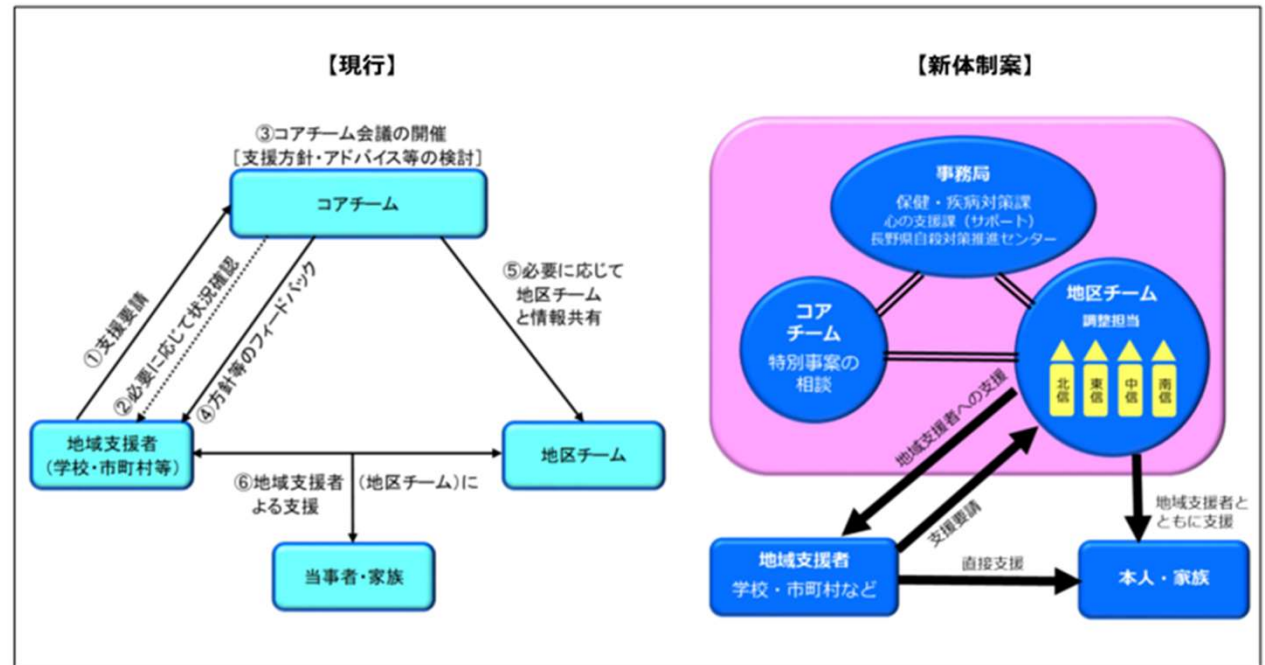 【現行】
③コアチーム会議の開催
[支援方針・アドバイス等の検討]
コアチーム
①支援要請
②必要に応じて状況確認
④方針等のフィードバック
⑤必要に応じて
地区チーム
と情報共有
地域支援者
(学校・市町村等)
地区チーム
⑥地域支援者 (地区チーム)に
よる支援
当事者・家族
【新体制案】
事務局
保健・疾病対策課
心の支援課(サポート)
長野県自殺対策推進センター
コア
チーム
特別事案の
相談
地区チーム
調整担当
北信
東信
中信
南信
地域支援者への支援
支援要請
地域支援者と
ともに支援
地域支援者
学校・市町村など
直接支援
本人・家族